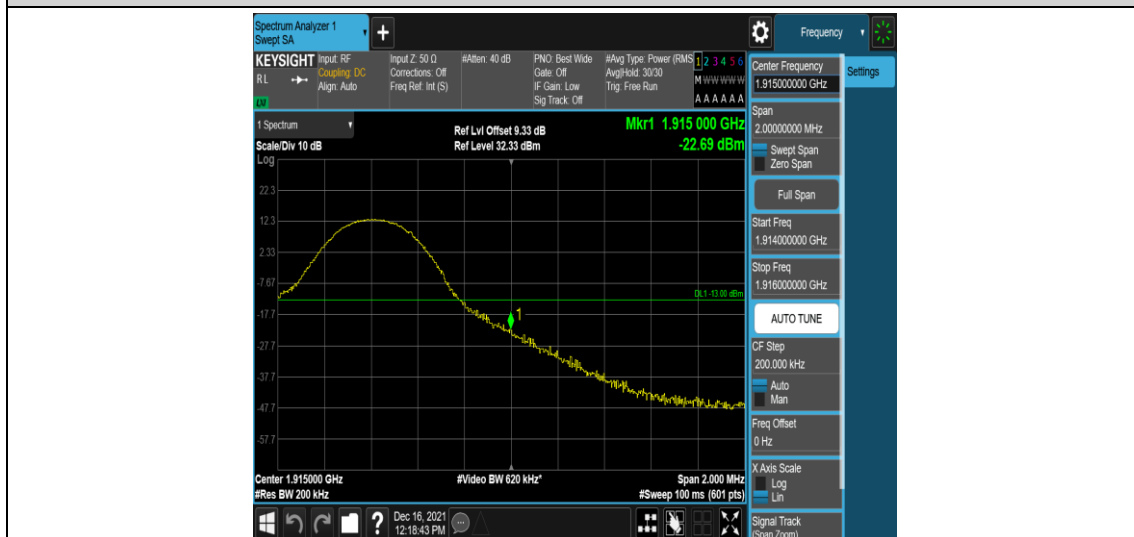 Spectrum Analyzer 1
Swept SA
Frequency
KEYSIGHT
RL
LXI
Input: RF
Coupling: DC
Align: Auto
Input Z: 50 Ω
Corrections: Off
Freq Ref: Int (S)
#Atten: 40 dB
PNO: Best Wide
Gate: Off
IF Gain: Low
Sig Track: Off
#Avg Type: Power (RMS
Avg|Hold: 30/30
Trig: Free Run
1 2 3 4 5 6
M W W W W W
A A A A A A
1 Spectrum
Scale/Div 10 dB
Ref Lvl Offset 9.33 dB
Ref Level 32.33 dBm
Mkr1 1.915 000 GHz
-22.69 dBm
Log
22.3
12.3
2.33
-7.67
DL1 -13.00 dBm
-17.7
1
-27.7
-37.7
-47.7
-57.7
Center 1.915000 GHz
#Res BW 200 kHz
#Video BW 620 kHz*
Span 2.000 MHz
#Sweep 100 ms (601 pts)
Dec 16, 2021
12:18:43 PM
Center Frequency
1.915000000 GHz
Settings
Span
2.00000000 MHz
Swept Span
Zero Span
Full Span
Start Freq
1.914000000 GHz
Stop Freq
1.916000000 GHz
AUTO TUNE
CF Step
200.000 kHz
Auto
Man
Freq Offset
0 Hz
X Axis Scale
Log
Lin
Signal Track
(Span Zoom)